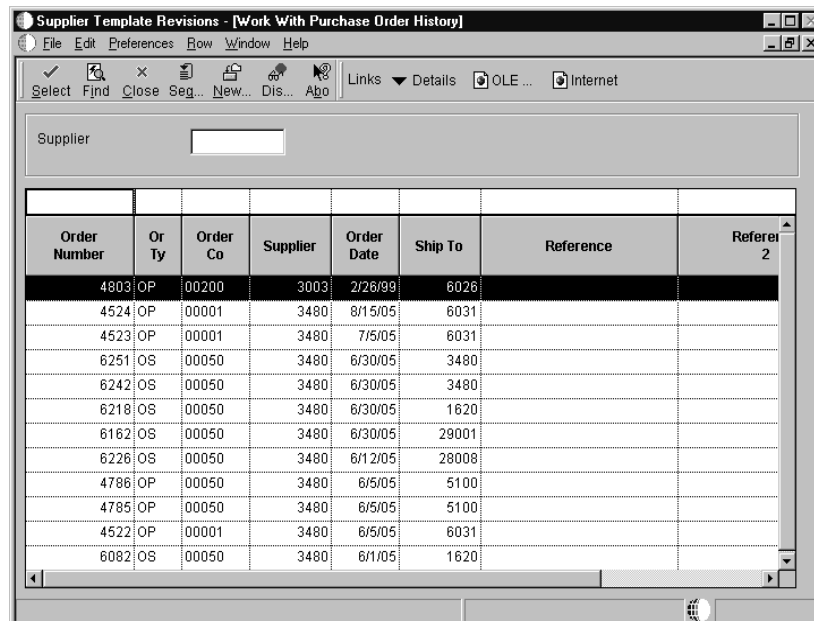 Supplier Template Revisions - [Work With Purchase Order History]
File Edit Preferences Row Window Help
Select Find Close Seg... New... Dis... Abo Links Details OLE ... Internet
Supplier
Order Number Or Ty Order Co Supplier Order Date Ship To Reference Referen 2
4803 OP 00200 3003 2/26/99 6026
4524 OP 00001 3480 8/15/05 6031
4523 OP 00001 3480 7/5/05 6031
6251 OS 00050 3480 6/30/05 3480
6242 OS 00050 3480 6/30/05 3480
6218 OS 00050 3480 6/30/05 1620
6162 OS 00050 3480 6/30/05 29001
6226 OS 00050 3480 6/12/05 28008
4786 OP 00050 3480 6/5/05 5100
4785 OP 00050 3480 6/5/05 5100
4522 OP 00001 3480 6/5/05 6031
6082 OS 00050 3480 6/1/05 1620